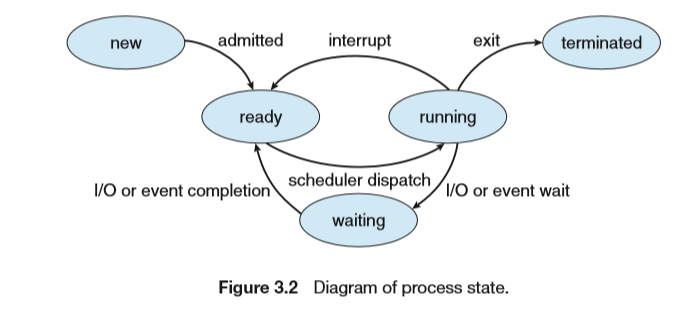 new
admitted
interrupt
exit
terminated
ready
running
I/O or event completion
scheduler dispatch
I/O or event wait
waiting
Figure 3.2 Diagram of process state.